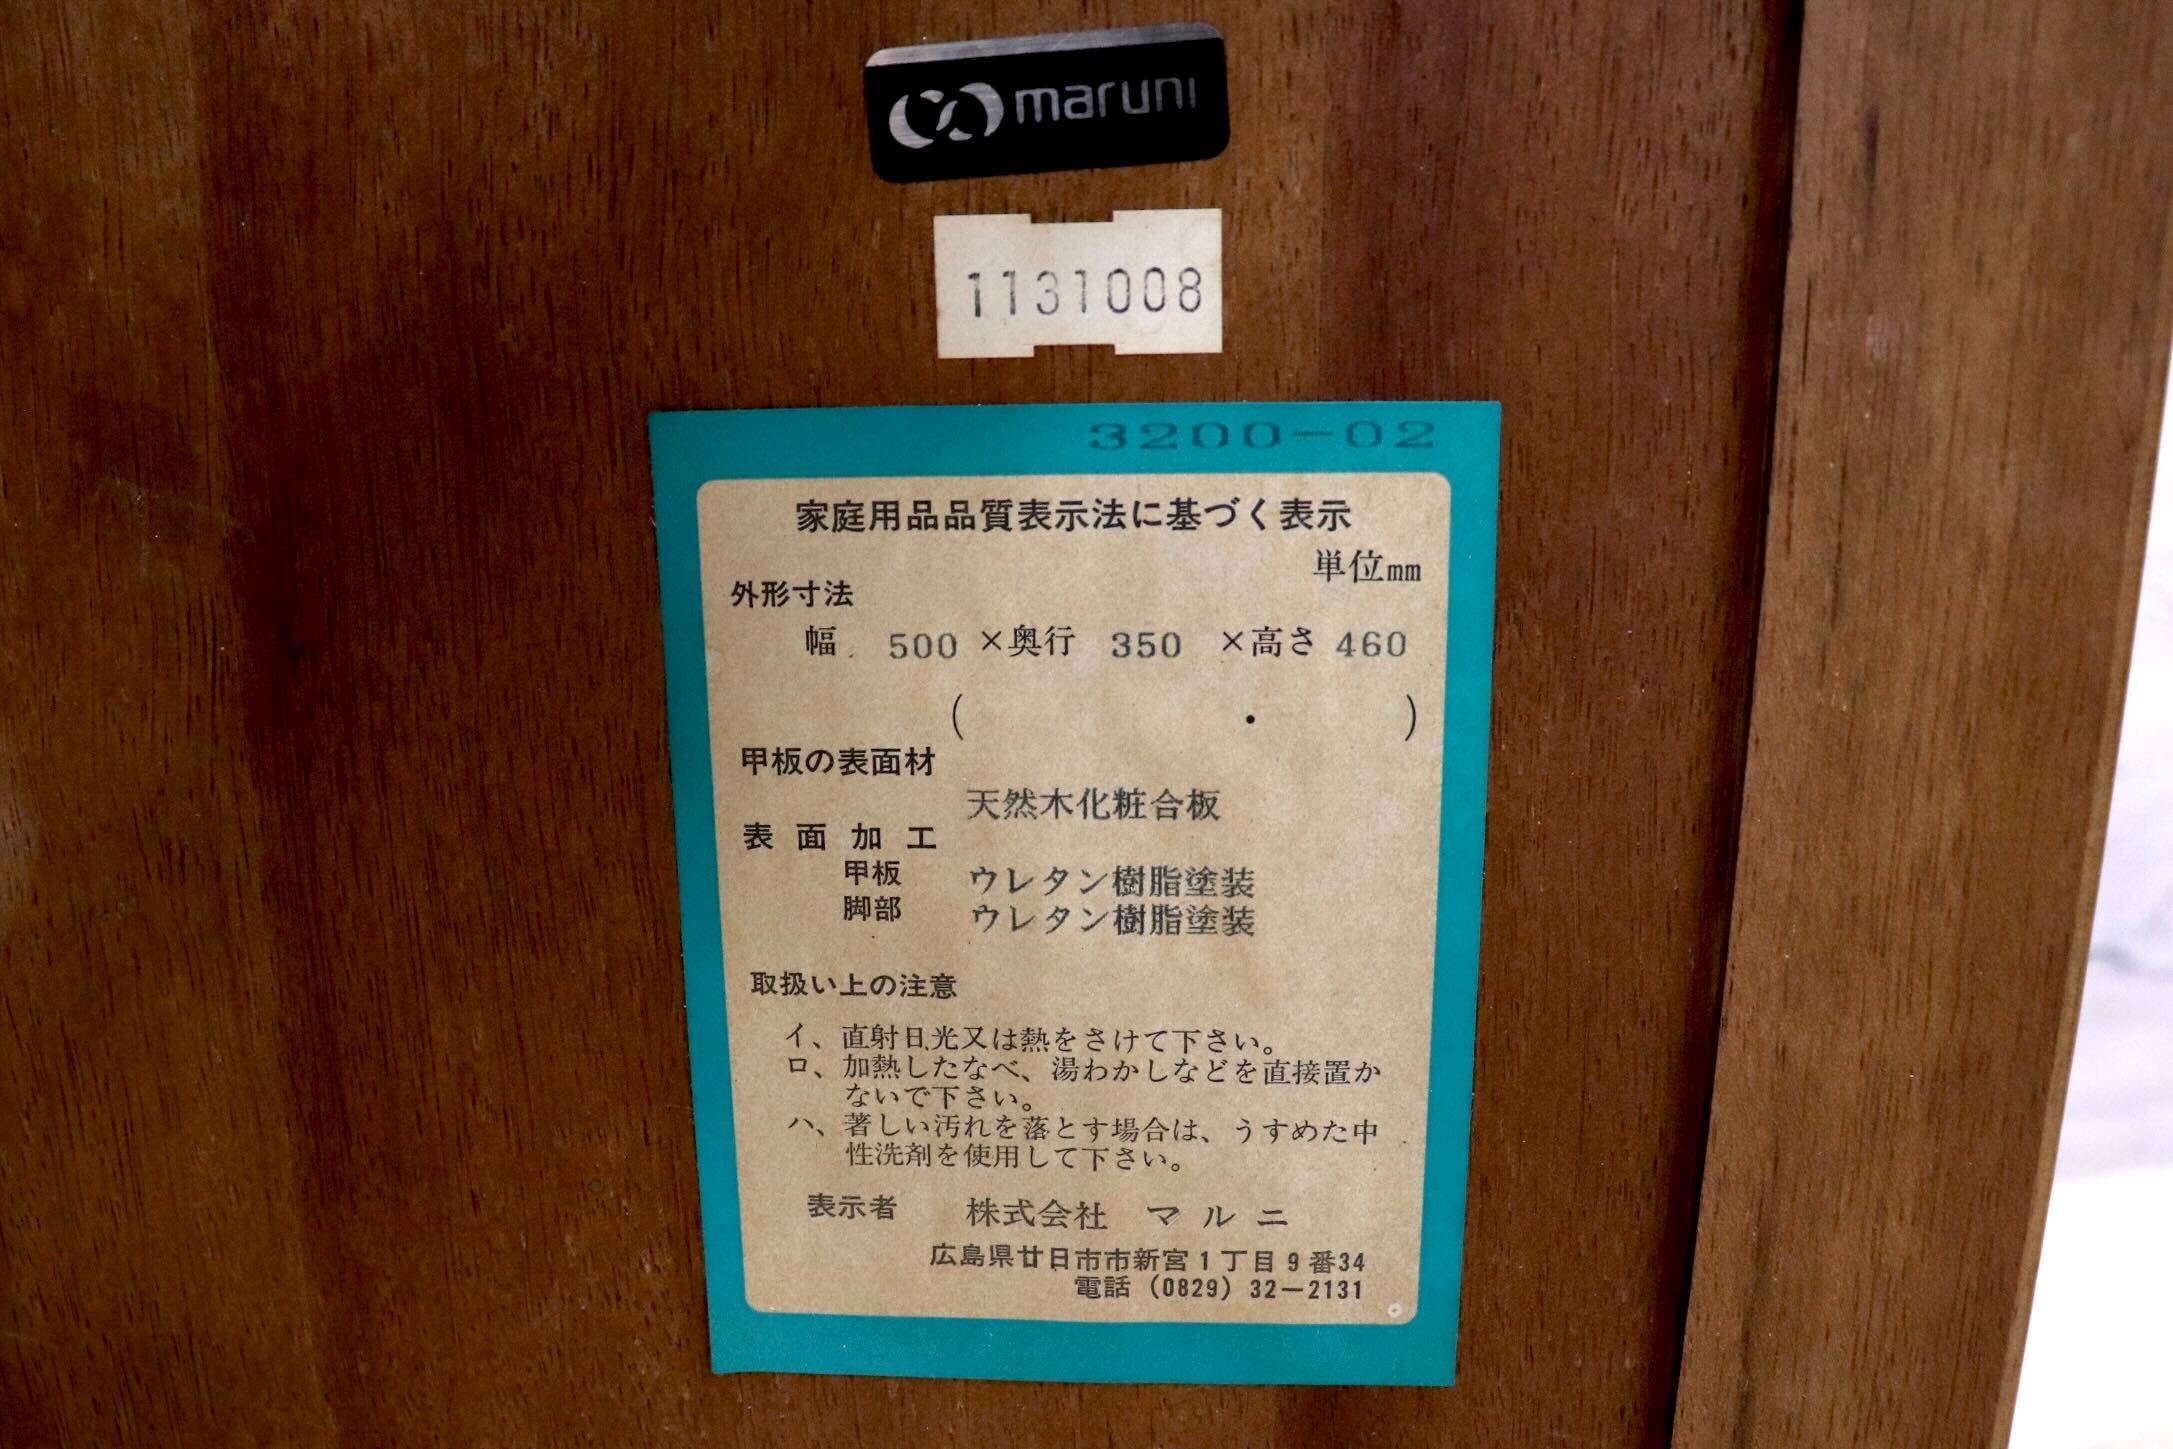 maruni
1131008
3200-02
家庭用品品質表示法に基づく表示
単位mm
外形寸法
幅 500 ×奥行 350 ×高さ 460
( ・ )
甲板の表面材
天然木化粧合板
表面加工
甲板 ウレタン樹脂塗装
脚部 ウレタン樹脂塗装
取扱い上の注意
イ、直射日光又は熱をさけて下さい。
ロ、加熱したなべ、湯わかしなどを直接置か
ないで下さい。
ハ、著しい汚れを落とす場合は、うすめた中
性洗剤を使用して下さい。
表示者 株式会社 マルニ
広島県廿日市市新宮1丁目9番34
電話(0829)32-2131